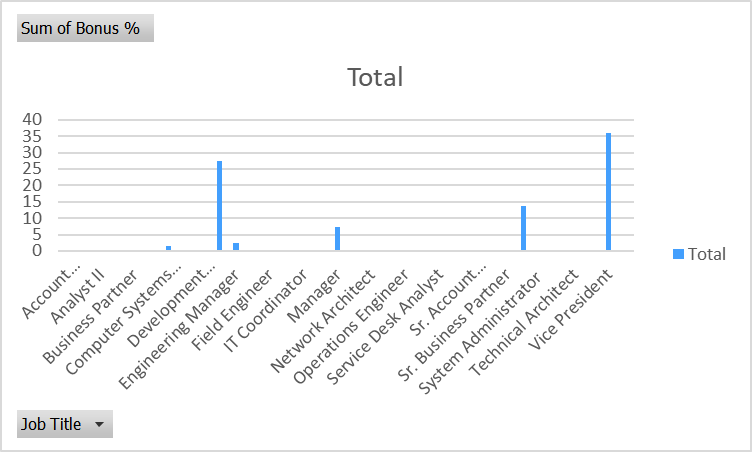 Sum of Bonus %
Total
40
35
30
25
20
15
10
5
0
Account...
Analyst II
Business Partner
Computer Systems...
Development...
Engineering Manager
Field Engineer
IT Coordinator
Manager
Network Architect
Operations Engineer
Service Desk Analyst
Sr. Account...
Sr. Business Partner
System Administrator
Technical Architect
Vice President
Total
Job Title